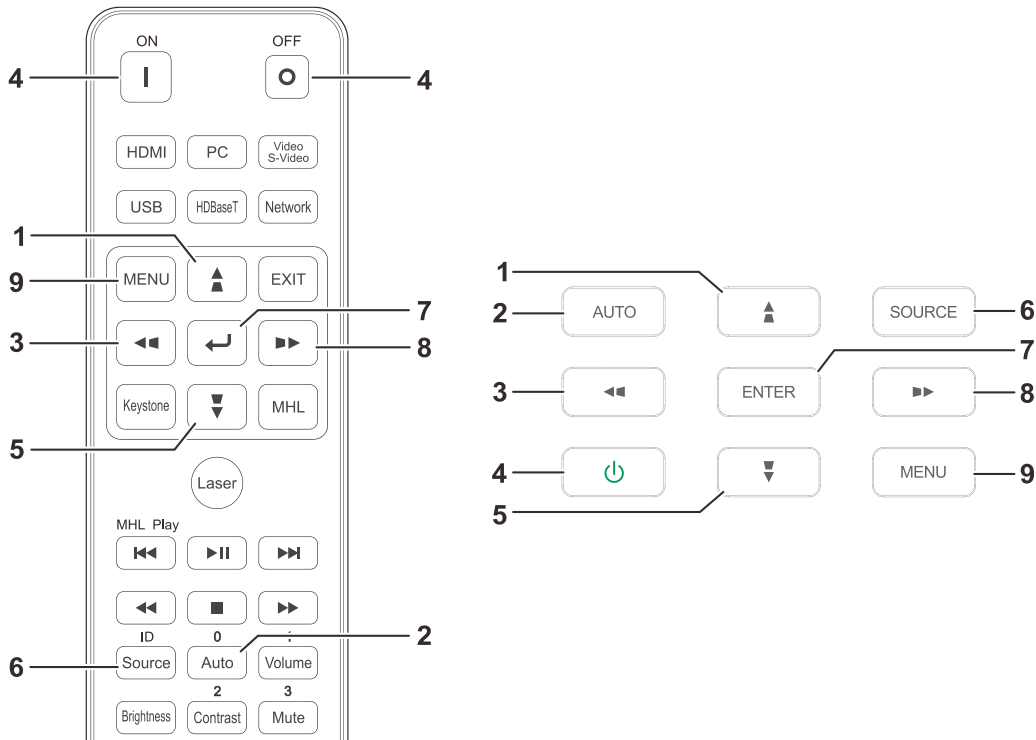 ON OFF
4 4
HDMI PC Video S-Video
USB HDBaseT Network
1
9 MENU EXIT
7
3 8
Keystone MHL
5
Laser
MHL Play
ID 0
6 Source Auto Volume 2
2 3
Brightness Contrast Mute
1
2 AUTO SOURCE 6
7
3 ENTER 8
4 MENU 9
5